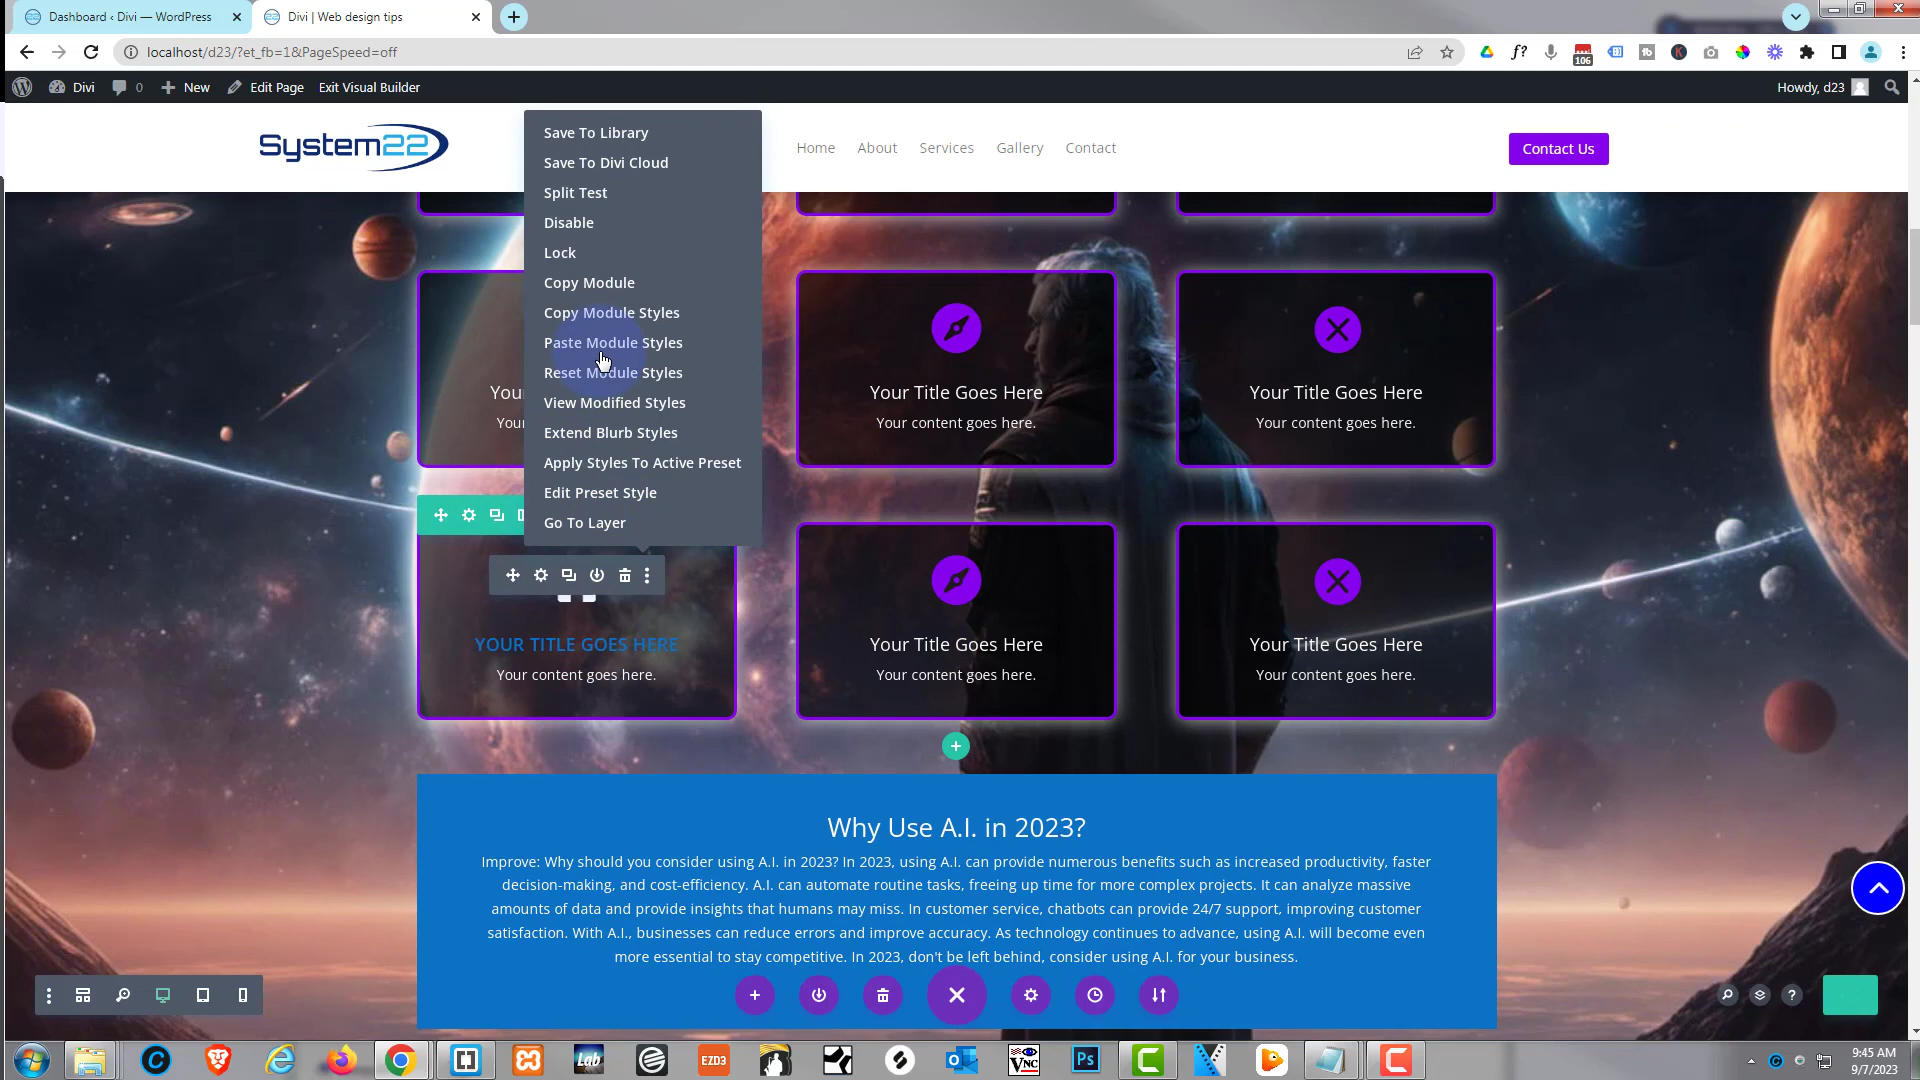 Dashboard ‹ Divi — WordPress
Divi | Web design tips
localhost/d23/?et_fb=1&PageSpeed=off
f?
106
Divi
0
New
Edit Page
Exit Visual Builder
Howdy, d23
System22
Home
About
Services
Gallery
Contact
Contact Us
Save To Library
Save To Divi Cloud
Split Test
Disable
Lock
Copy Module
Copy Module Styles
Paste Module Styles
Reset Module Styles
View Modified Styles
Extend Blurb Styles
Apply Styles To Active Preset
Edit Preset Style
Go To Layer
You
Your Title Goes Here
Your Title Goes Here
You
Your content goes here.
Your content goes here.
YOUR TITLE GOES HERE
Your Title Goes Here
Your Title Goes Here
Your content goes here.
Your content goes here.
Your content goes here.
Why Use A.I. in 2023?
Improve: Why should you consider using A.I. in 2023? In 2023, using A.I. can provide numerous benefits such as increased productivity, faster
decision-making, and cost-efficiency. A.I. can automate routine tasks, freeing up time for more complex projects. It can analyze massive
amounts of data and provide insights that humans may miss. In customer service, chatbots can provide 24/7 support, improving customer
satisfaction. With A.I., businesses can reduce errors and improve accuracy. As technology continues to advance, using A.I. will become even
more essential to stay competitive. In 2023, don't be left behind, consider using A.I. for your business.
?
Lab
EZD3
VNC
Ps
9:45 AM
9/7/2023